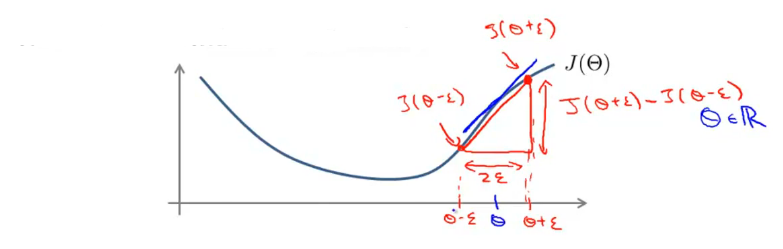 J(θ+ε)
J(Θ)
J(θ-ε)
J(θ+ε) - J(θ-ε)
θ ∈ ℝ
2ε
θ-ε θ θ+ε